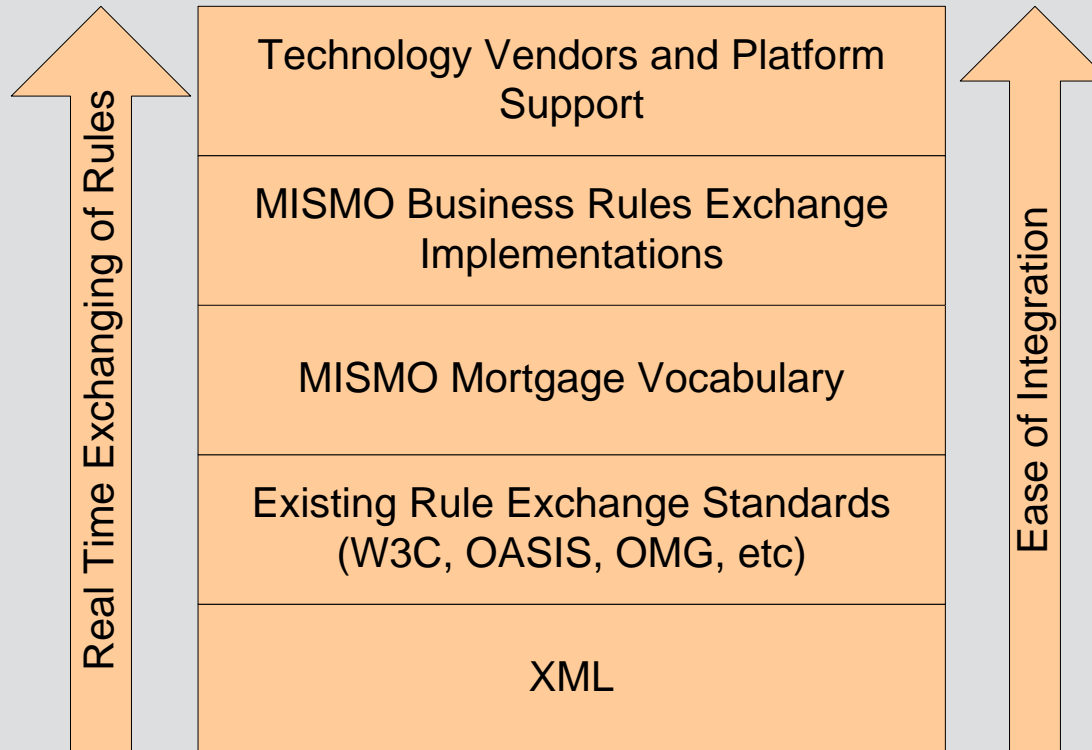 Real Time Exchanging of Rules
Technology Vendors and Platform
Support
MISMO Business Rules Exchange
Implementations
MISMO Mortgage Vocabulary
Existing Rule Exchange Standards
(W3C, OASIS, OMG, etc)
XML
Ease of Integration